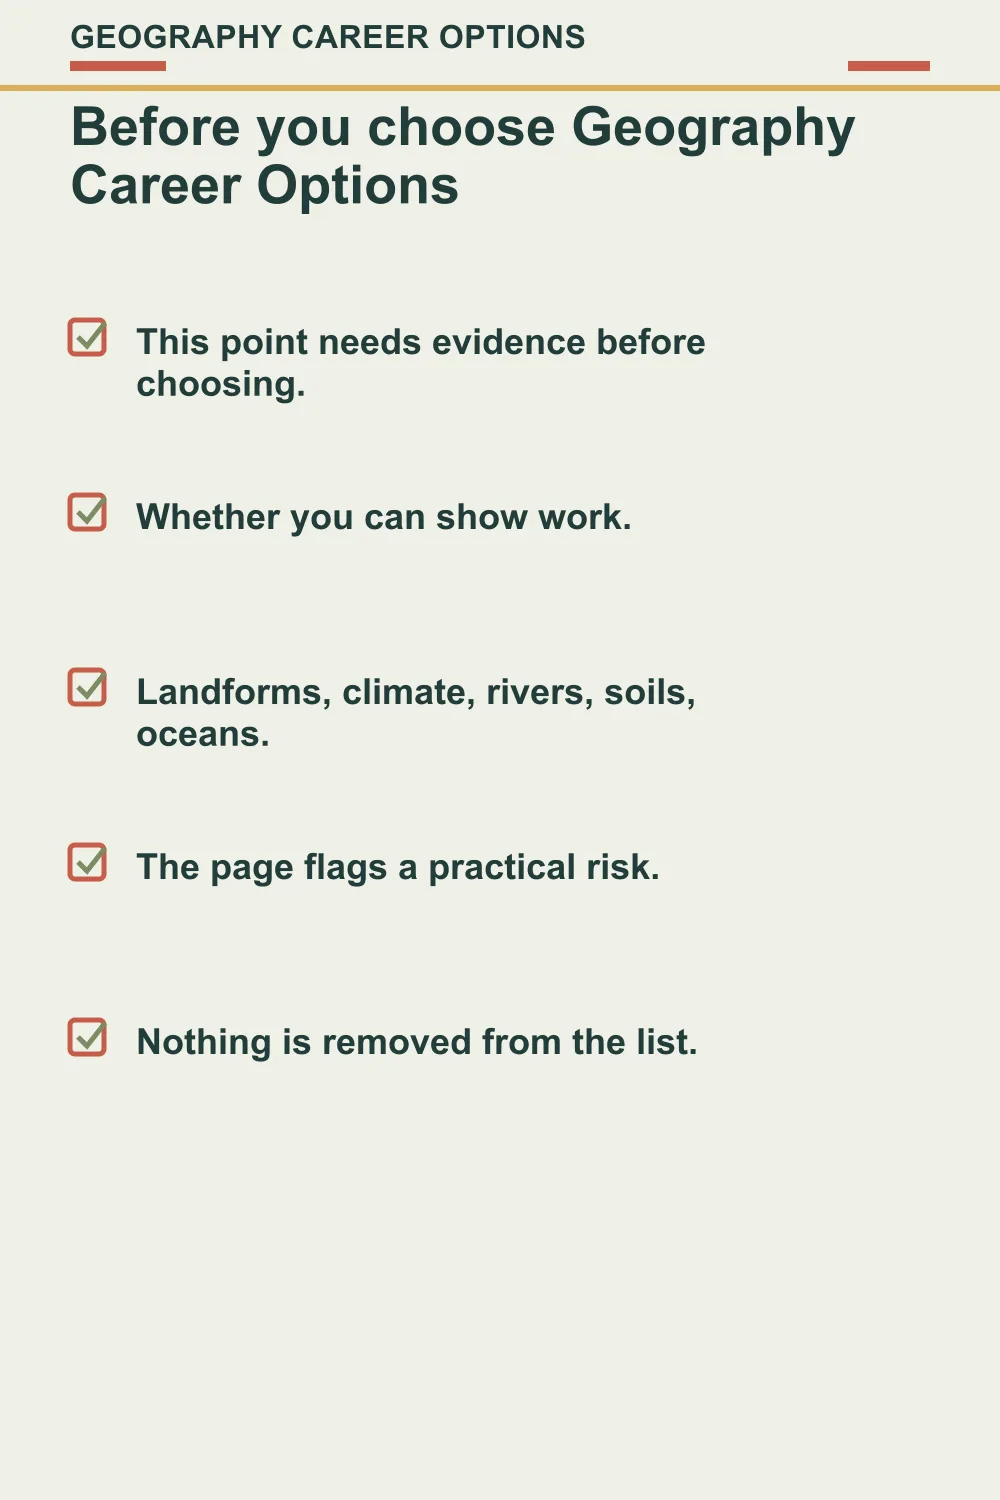 GEOGRAPHY CAREER OPTIONS
Before you choose Geography
Career Options
This point needs evidence before
choosing.
Whether you can show work.
Landforms, climate, rivers, soils,
oceans.
The page flags a practical risk.
Nothing is removed from the list.